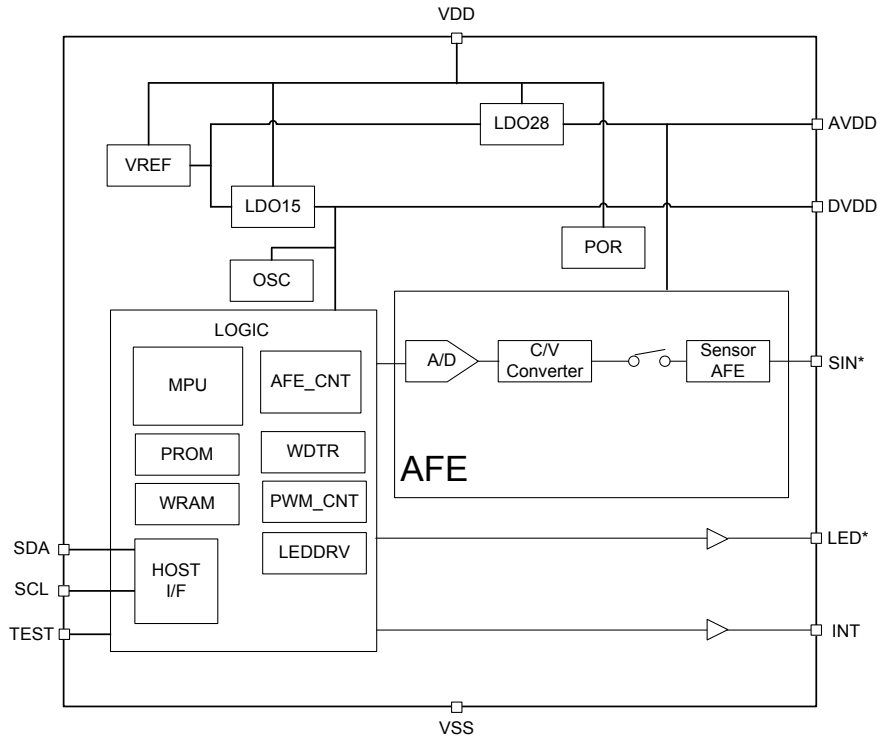 VDD
LDO28
AVDD
VREF
LDO15
DVDD
POR
OSC
LOGIC
MPU
AFE_CNT
A/D
C/V
Converter
Sensor
AFE
SIN*
PROM
WDTR
AFE
WRAM
PWM_CNT
SDA
HOST
I/F
LEDDRV
LED*
SCL
TEST
INT
VSS